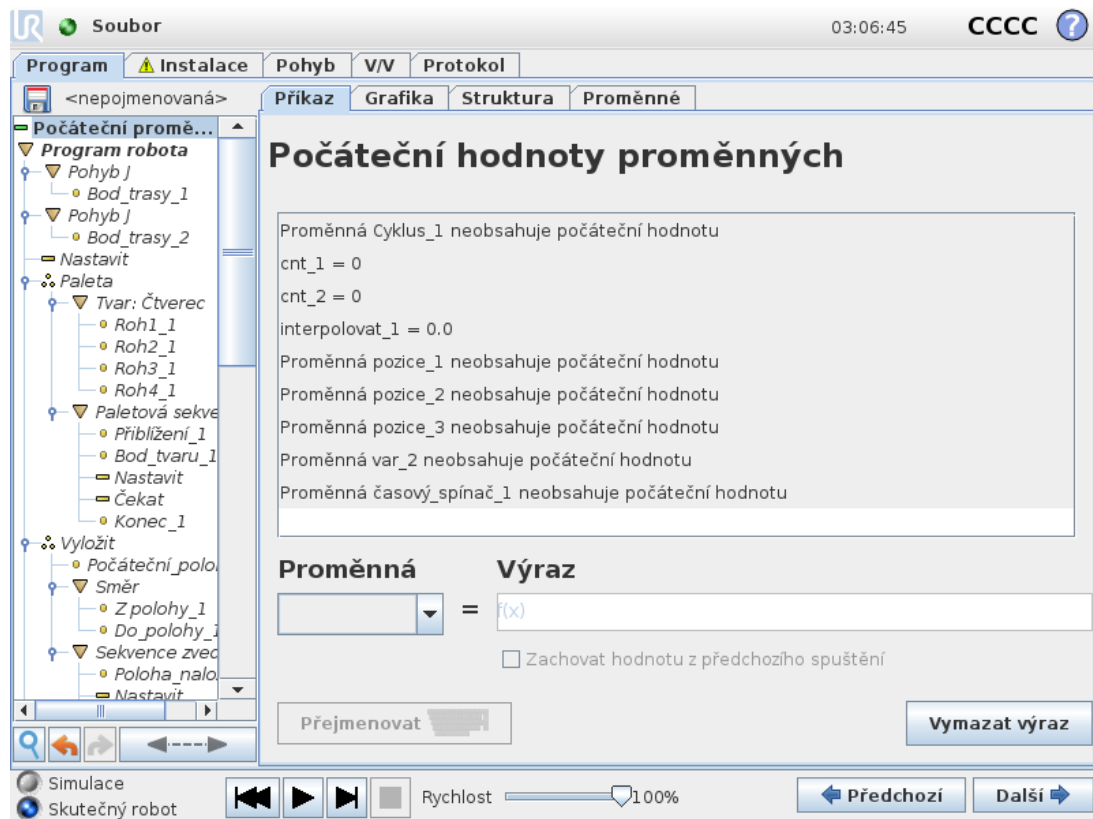 Soubor
03:06:45
CCCC
?
Program
Instalace
Pohyb
V/V
Protokol
<nepojmenovaná>
Příkaz
Grafika
Struktura
Proměnné
Počáteční promě...
Program robota
Pohyb J
Bod_trasy_1
Pohyb J
Bod_trasy_2
Nastavit
Paleta
Tvar: Čtverec
Roh1_1
Roh2_1
Roh3_1
Roh4_1
Paletová sekve
Přiblížení_1
Bod_tvaru_1
Nastavit
Čekat
Konec_1
Vyložit
Počáteční_polo
Směr
Z polohy_1
Do_polohy_1
Sekvence zved
Poloha_nalo
Nastavit
Počáteční hodnoty proměnných
Proměnná Cyklus_1 neobsahuje počáteční hodnotu
cnt_1 = 0
cnt_2 = 0
interpolovat_1 = 0.0
Proměnná pozice_1 neobsahuje počáteční hodnotu
Proměnná pozice_2 neobsahuje počáteční hodnotu
Proměnná pozice_3 neobsahuje počáteční hodnotu
Proměnná var_2 neobsahuje počáteční hodnotu
Proměnná časový_spínač_1 neobsahuje počáteční hodnotu
Proměnná
Výraz
=
f(x)
Zachovat hodnotu z předchozího spuštění
Přejmenovat
Vymazat výraz
Simulace
Skutečný robot
Rychlost
100%
Předchozí
Další